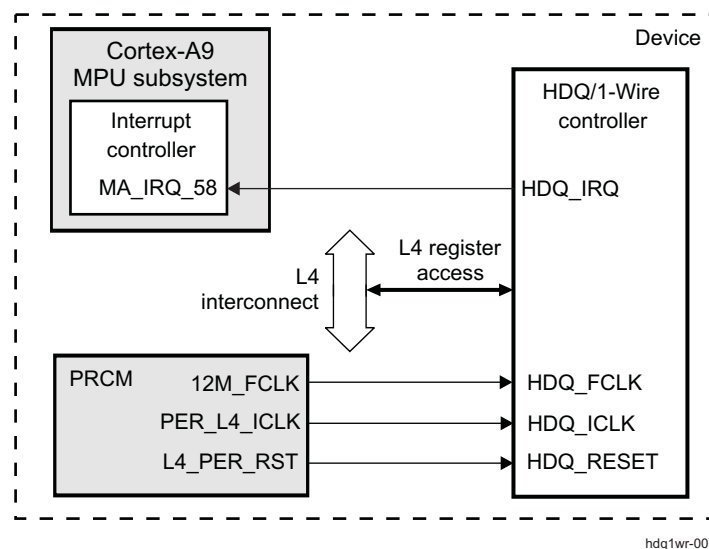 Device
Cortex-A9
MPU subsystem
Interrupt
controller
MA_IRQ_58
HDQ/1-Wire
controller
HDQ_IRQ
L4 register
access
L4
interconnect
PRCM
12M_FCLK
HDQ_FCLK
PER_L4_ICLK
HDQ_ICLK
L4_PER_RST
HDQ_RESET
hdq1wr-00